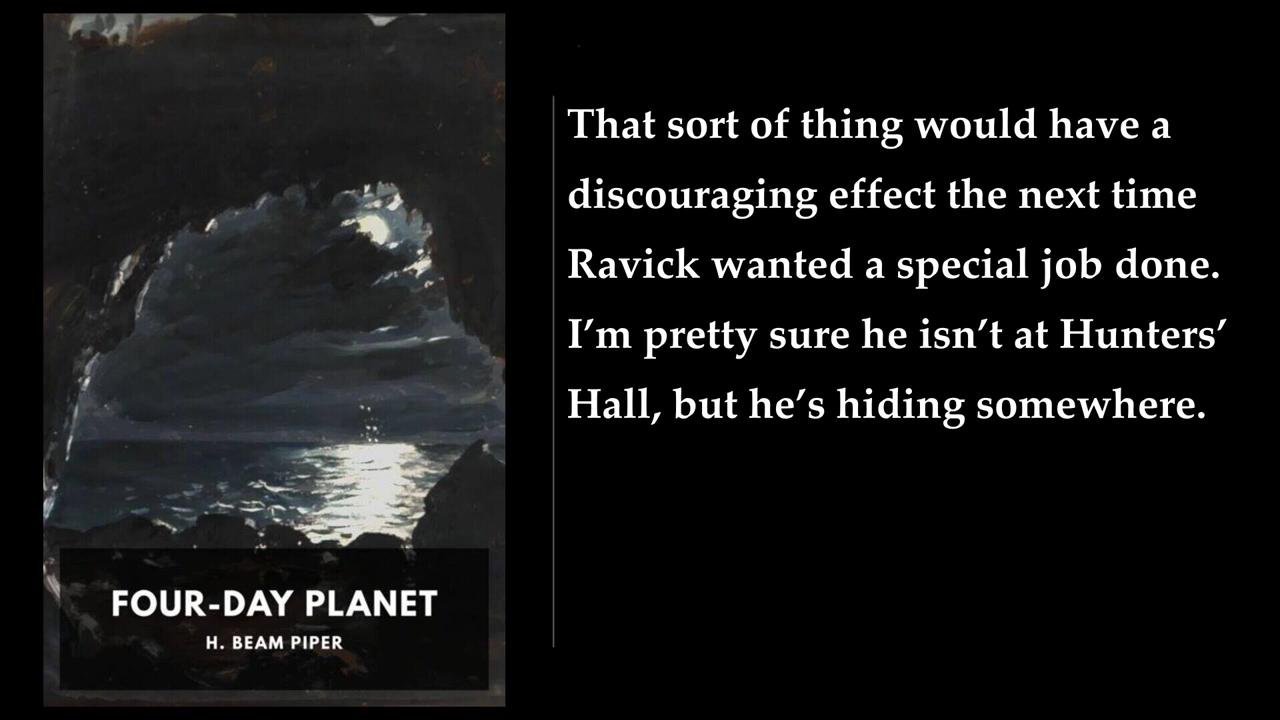 That sort of thing would have a
discouraging effect the next time
Ravick wanted a special job done.
I’m pretty sure he isn’t at Hunters’
Hall, but he’s hiding somewhere.
FOUR-DAY PLANET
H. BEAM PIPER